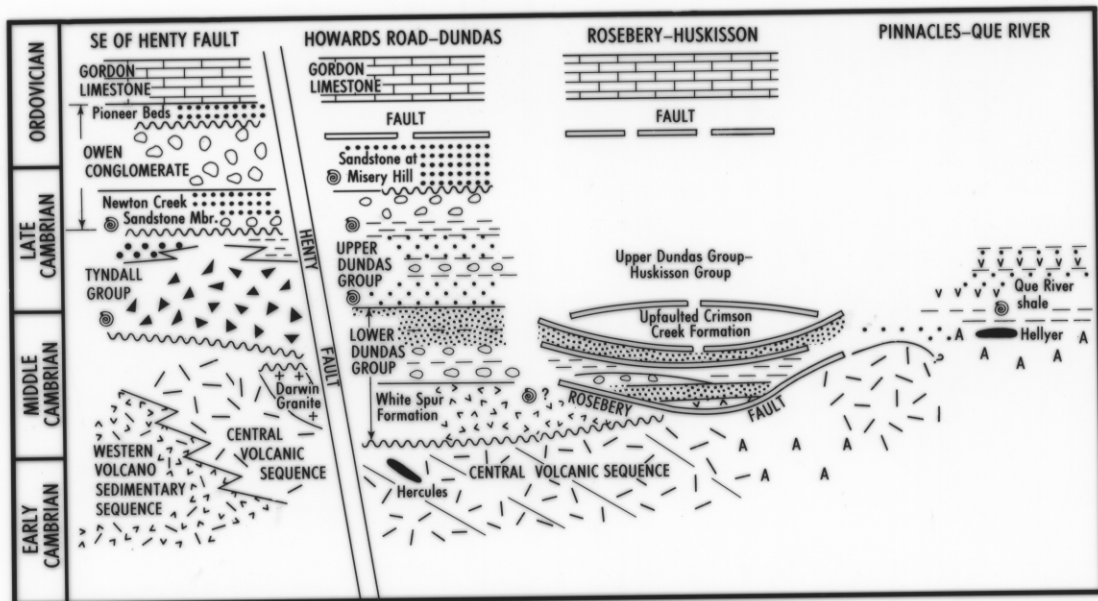 SE OF HENTY FAULT
HOWARDS ROAD–DUNDAS
ROSEBERY–HUSKISSON
PINNACLES–QUE RIVER
ORDOVICIAN
LATE
CAMBRIAN
MIDDLE
CAMBRIAN
EARLY
CAMBRIAN
GORDON
LIMESTONE
Pioneer Beds
OWEN
CONGLOMERATE
Newton Creek
Sandstone Mbr.
TYNDALL
GROUP
Darwin
Granite
CENTRAL
VOLCANIC
SEQUENCE
WESTERN
VOLCANO
SEDIMENTARY
SEQUENCE
HENTY
FAULT
GORDON
LIMESTONE
FAULT
Sandstone at
Misery Hill
UPPER
DUNDAS
GROUP
LOWER
DUNDAS
GROUP
White Spur
Formation
?
CENTRAL VOLCANIC SEQUENCE
Hercules
FAULT
Upper Dundas Group–
Huskisson Group
Upfaulted Crimson
Creek Formation
ROSEBERY
FAULT
?
Que River
shale
Hellyer